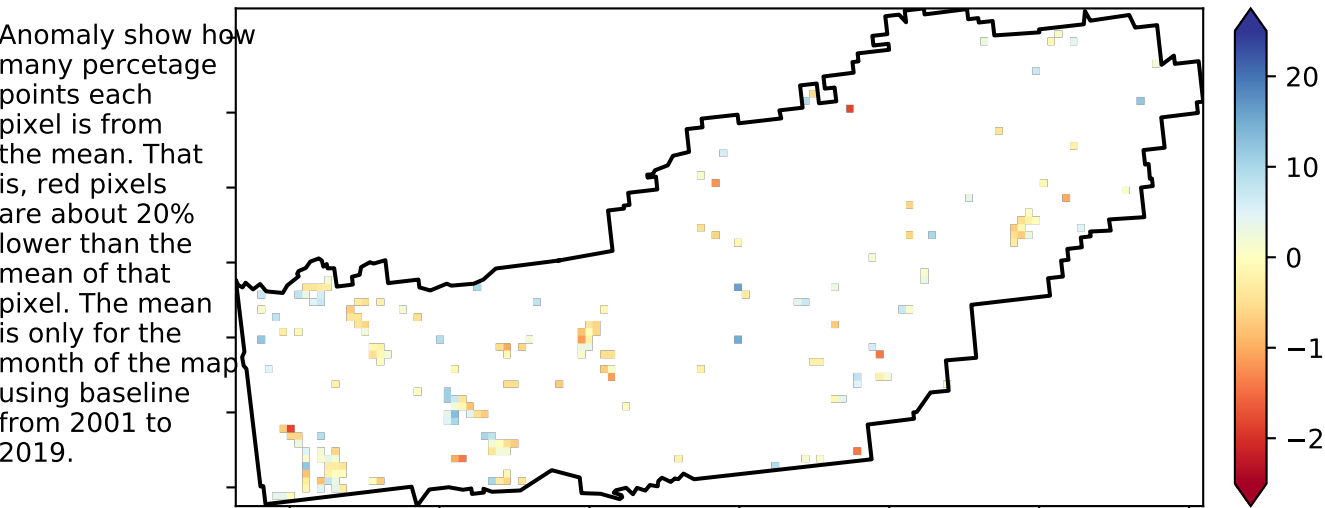 Anomaly show how
many percetage
points each
pixel is from
the mean. That
is, red pixels
are about 20%
lower than the
mean of that
pixel. The mean
is only for the
month of the map
using baseline
from 2001 to
2019.
20
10
0
−1
−2